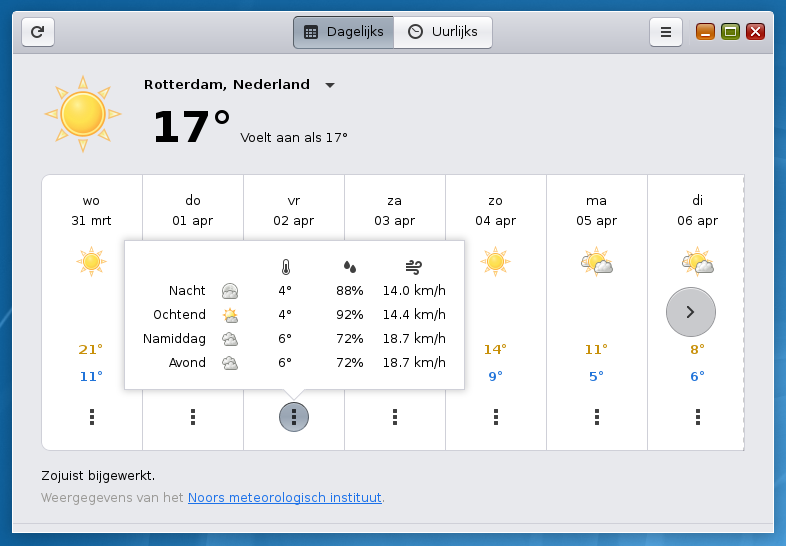 Dagelijks Uurlijks
Rotterdam, Nederland
17° Voelt aan als 17°
wo do vr za zo ma di
31 mrt 01 apr 02 apr 03 apr 04 apr 05 apr 06 apr
Nacht 4° 88% 14.0 km/h
Ochtend 4° 92% 14.4 km/h
Namiddag 6° 72% 18.7 km/h
Avond 6° 72% 18.7 km/h
21° 14° 11° 8°
11° 9° 5° 6°
Zojuist bijgewerkt.
Weergegevens van het Noors meteorologisch instituut.